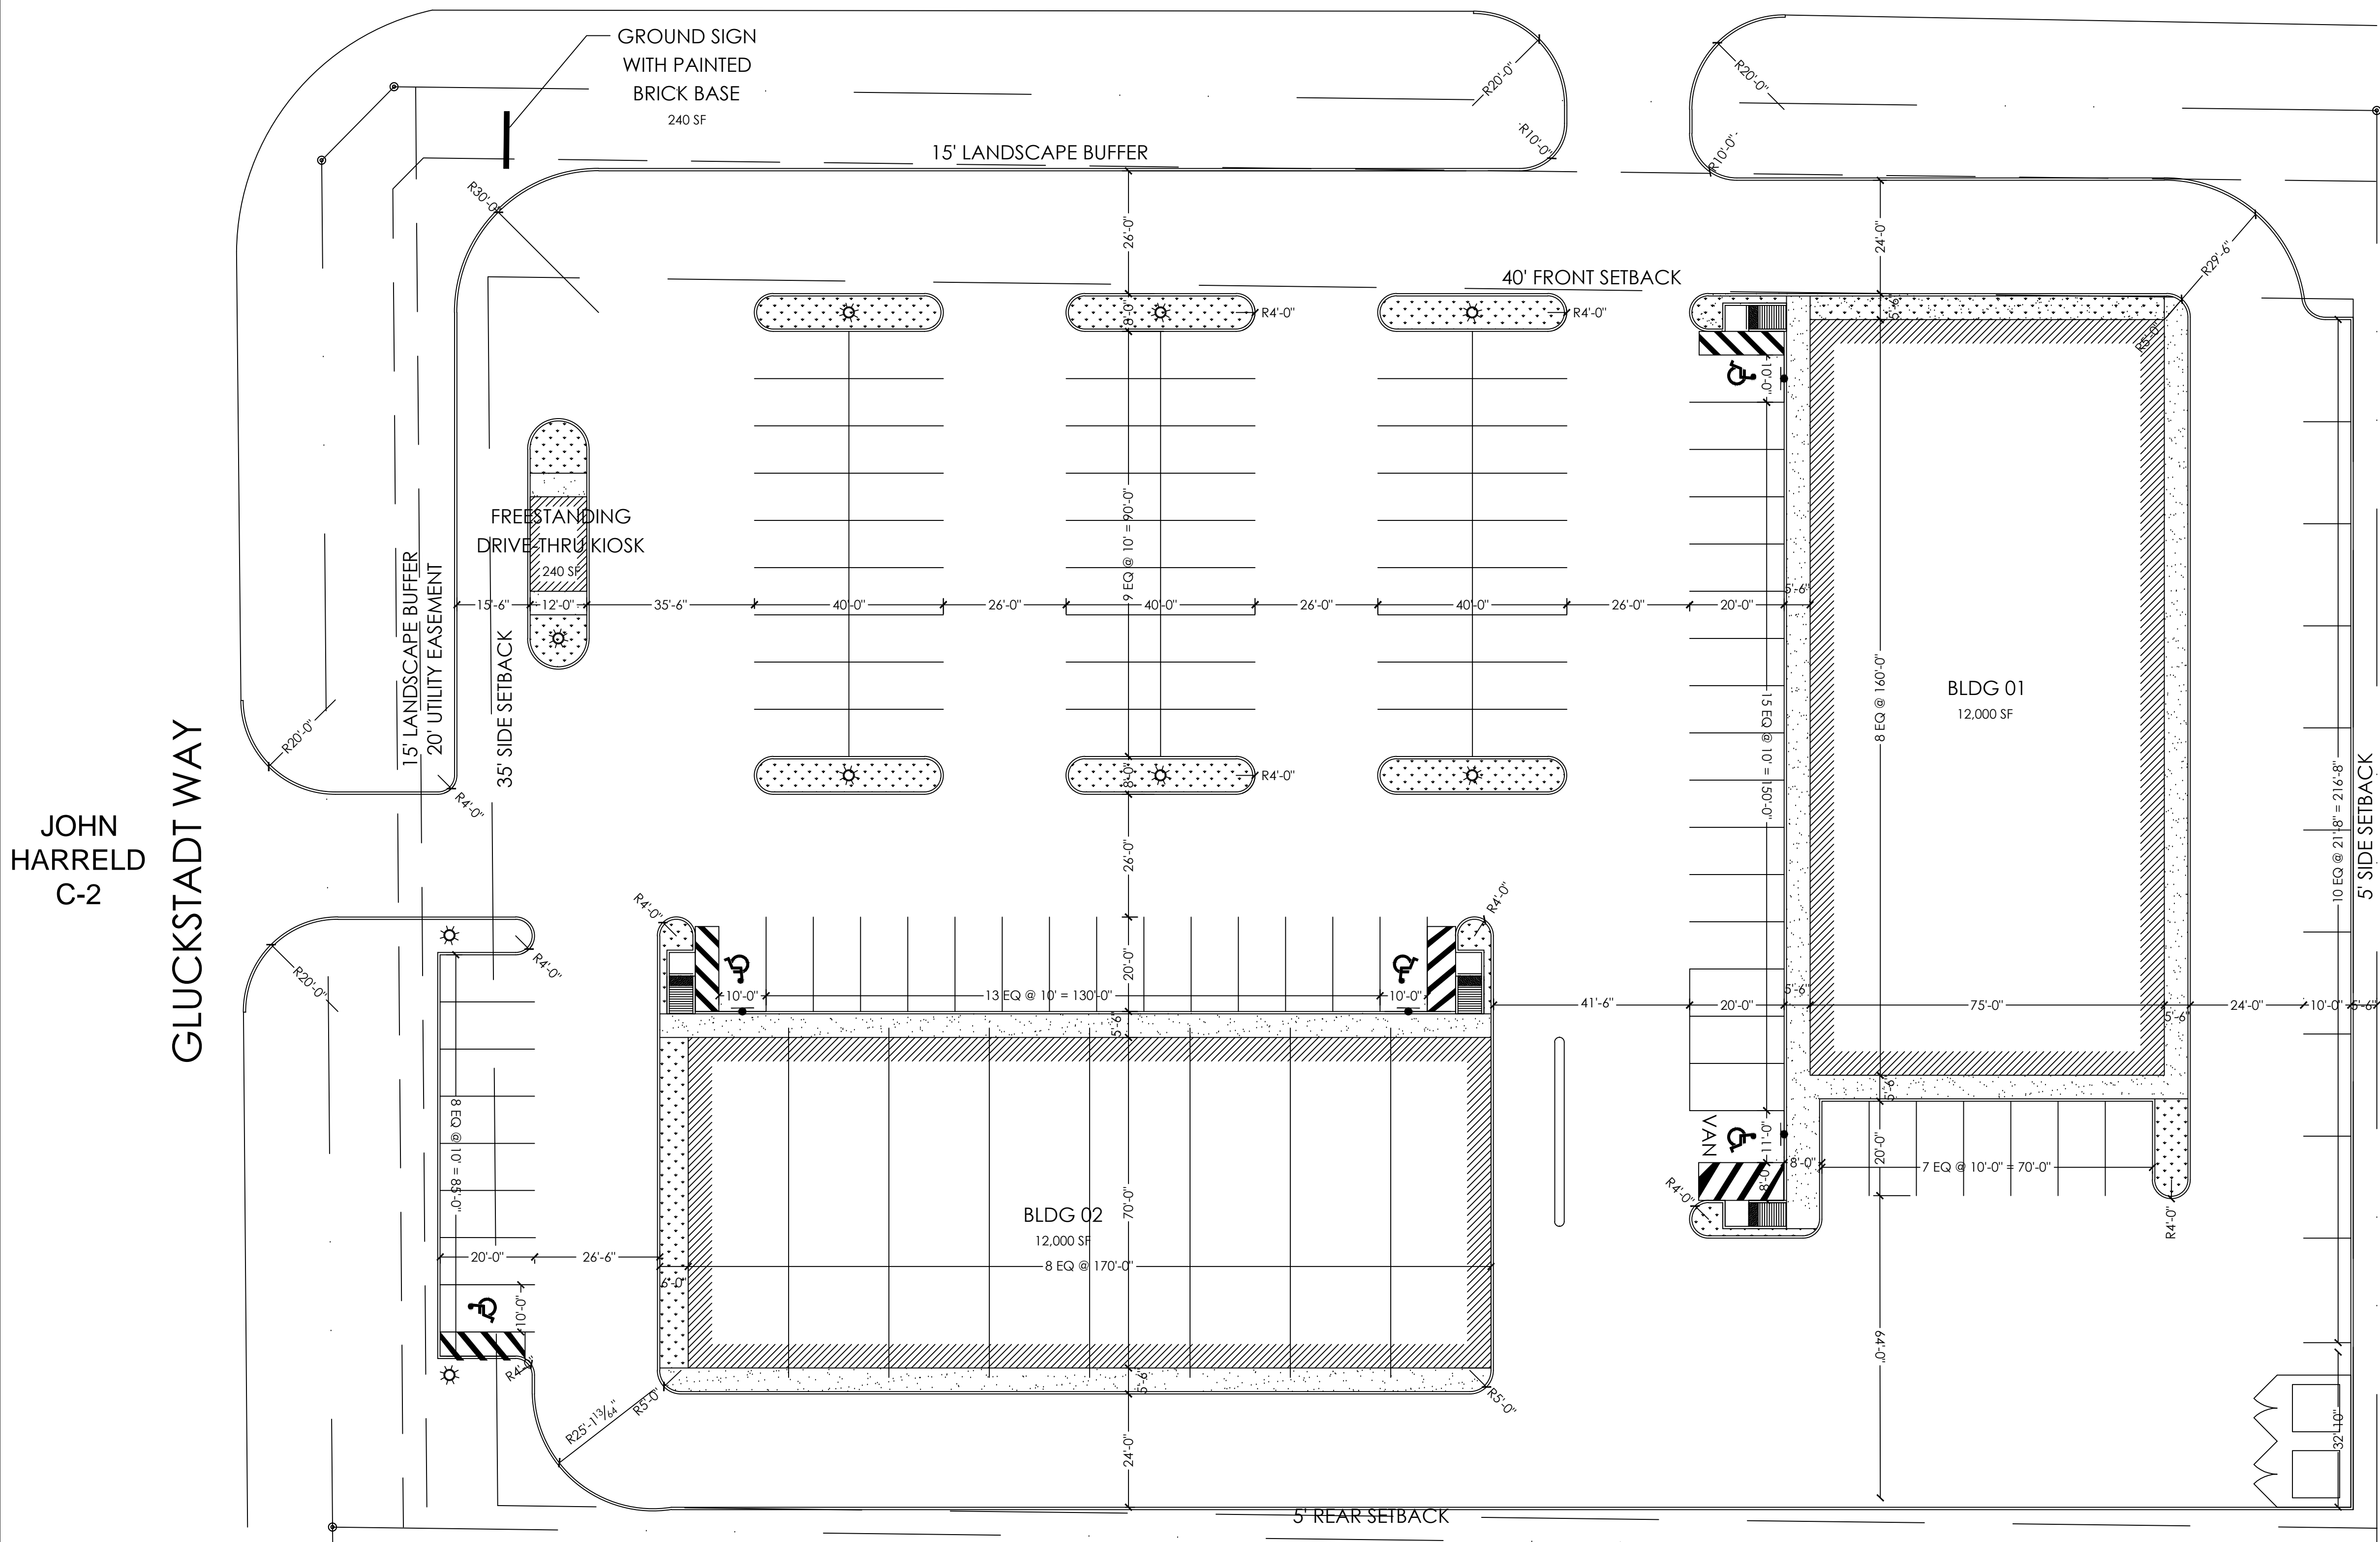 GROUND SIGN
WITH PAINTED
BRICK BASE
240 SF
R20'-0"
R20'-0"
R10'-0"
R10'-0"
15' LANDSCAPE BUFFER
R30'-0"
26'-0"
24'-0"
R29'-6"
40' FRONT SETBACK
8'-0"
R4'-0"
R4'-0"
5'-6"
R5'-0"
10'-0"
FREESTANDING
DRIVE-THRU KIOSK
240 SF
9 EQ @ 10' = 90'-0"
15' LANDSCAPE BUFFER
20' UTILITY EASEMENT
35' SIDE SETBACK
15'-6"
12'-0"
35'-6"
40'-0"
26'-0"
40'-0"
26'-0"
40'-0"
26'-0"
20'-0"
5'-6"
8 EQ @ 160'-0"
15 EQ @ 10' = 150'-0"
BLDG 01
12,000 SF
R20'-0"
R4'-0"
8'-0"
R4'-0"
10 EQ @ 21'-8" = 216'-8"
5' SIDE SETBACK
JOHN
HARRELD
C-2
GLUCKSTADT WAY
26'-0"
R4'-0"
R4'-0"
R20'-0"
R4'-0"
20'-0"
10'-0"
13 EQ @ 10' = 130'-0"
10'-0"
41'-6"
20'-0"
5'-6"
75'-0"
5'-6"
24'-0"
10'-0"
5'-6"
5'-6"
5'-6"
8 EQ @ 10' = 85'-0"
VAN
11'-0"
8'-0"
8'-0"
20'-0"
7 EQ @ 10'-0" = 70'-0"
R4'-0"
R4'-0"
70'-0"
BLDG 02
12,000 SF
8 EQ @ 170'-0"
20'-0"
26'-6"
6'-0"
10'-0"
64'-0"
5'-6"
R5'-0"
R5'-0"
R25'-1 13/64"
24'-0"
32'-10"
5' REAR SETBACK